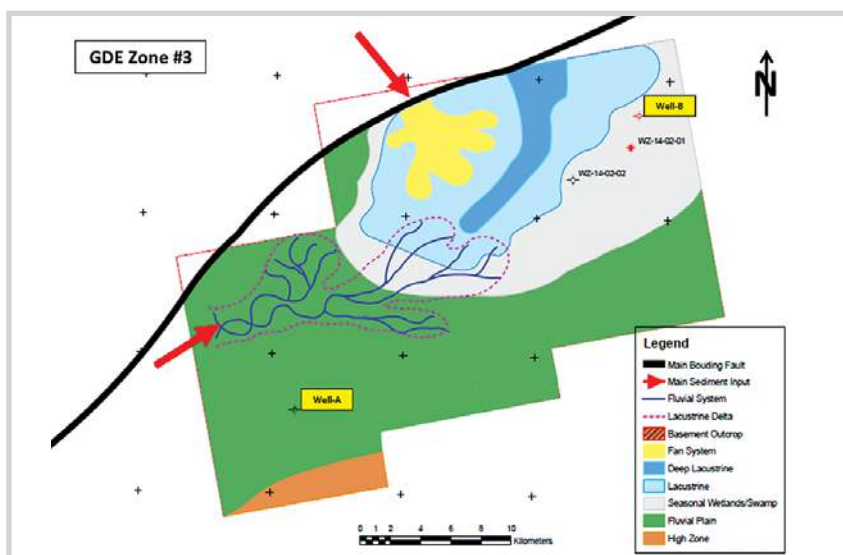 GDE Zone #3
N
Well-B
WZ-14-02-01
WZ-14-02-02
Well-A
Legend
Main Bouding Fault
Main Sediment Input
Fluvial System
Lacustrine Delta
Basement Outcrop
Fan System
Deep Lacustrine
Lacustrine
Seasonal Wetlands/Swamp
Fluvial Plain
High Zone
0 1 2 4 6 8 10
Kilometers